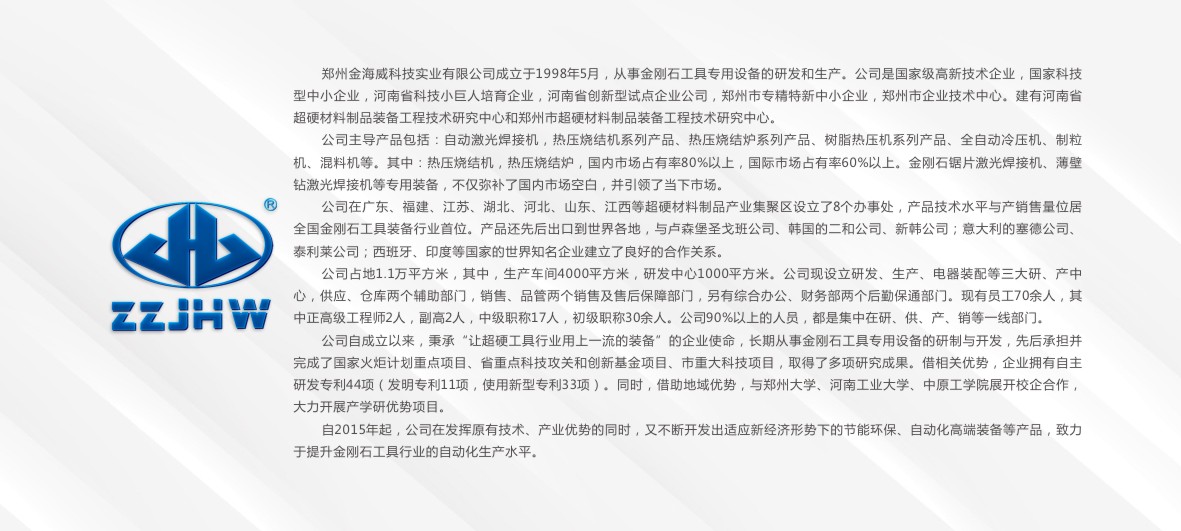 郑州金海威科技实业有限公司成立于1998年5月，从事金刚石工具专用设备的研发和生产。公司是国家级高新技术企业，国家科技
型中小企业，河南省科技小巨人培育企业，河南省创新型试点企业公司，郑州市专精特新中小企业，郑州市企业技术中心。建有河南省
超硬材料制品装备工程技术研究中心和郑州市超硬材料制品装备工程技术研究中心。
公司主导产品包括：自动激光焊接机，热压烧结机系列产品、热压烧结炉系列产品、树脂热压机系列产品、全自动冷压机、制粒
机、混料机等。其中：热压烧结机，热压烧结炉，国内市场占有率80%以上，国际市场占有率60%以上。金刚石锯片激光焊接机、薄壁
钻激光焊接机等专用装备，不仅弥补了国内市场空白，并引领了当下市场。
公司在广东、福建、江苏、湖北、河北、山东、江西等超硬材料制品产业集聚区设立了8个办事处，产品技术水平与产销售量位居
全国金刚石工具装备行业首位。产品还先后出口到世界各地，与卢森堡圣戈班公司、韩国的二和公司、新韩公司；意大利的塞德公司、
泰利莱公司；西班牙、印度等国家的世界知名企业建立了良好的合作关系。
公司占地1.1万平方米，其中，生产车间4000平方米，研发中心1000平方米。公司现设立研发、生产、电器装配等三大研、产中
心，供应、仓库两个辅助部门，销售、品管两个销售及售后保障部门，另有综合办公、财务部两个后勤保通部门。现有员工70余人，其
中正高级工程师2人，副高2人，中级职称17人，初级职称30余人。公司90%以上的人员，都是集中在研、供、产、销等一线部门。
公司自成立以来，秉承“让超硬工具行业用上一流的装备”的企业使命，长期从事金刚石工具专用设备的研制与开发，先后承担并
完成了国家火炬计划重点项目、省重点科技攻关和创新基金项目、市重大科技项目，取得了多项研究成果。借相关优势，企业拥有自主
研发专利44项（发明专利11项，使用新型专利33项）。同时，借助地域优势，与郑州大学、河南工业大学、中原工学院展开校企合作，
大力开展产学研优势项目。
自2015年起，公司在发挥原有技术、产业优势的同时，又不断开发出适应新经济形势下的节能环保、自动化高端装备等产品，致力
于提升金刚石工具行业的自动化生产水平。
®
ZZJHW